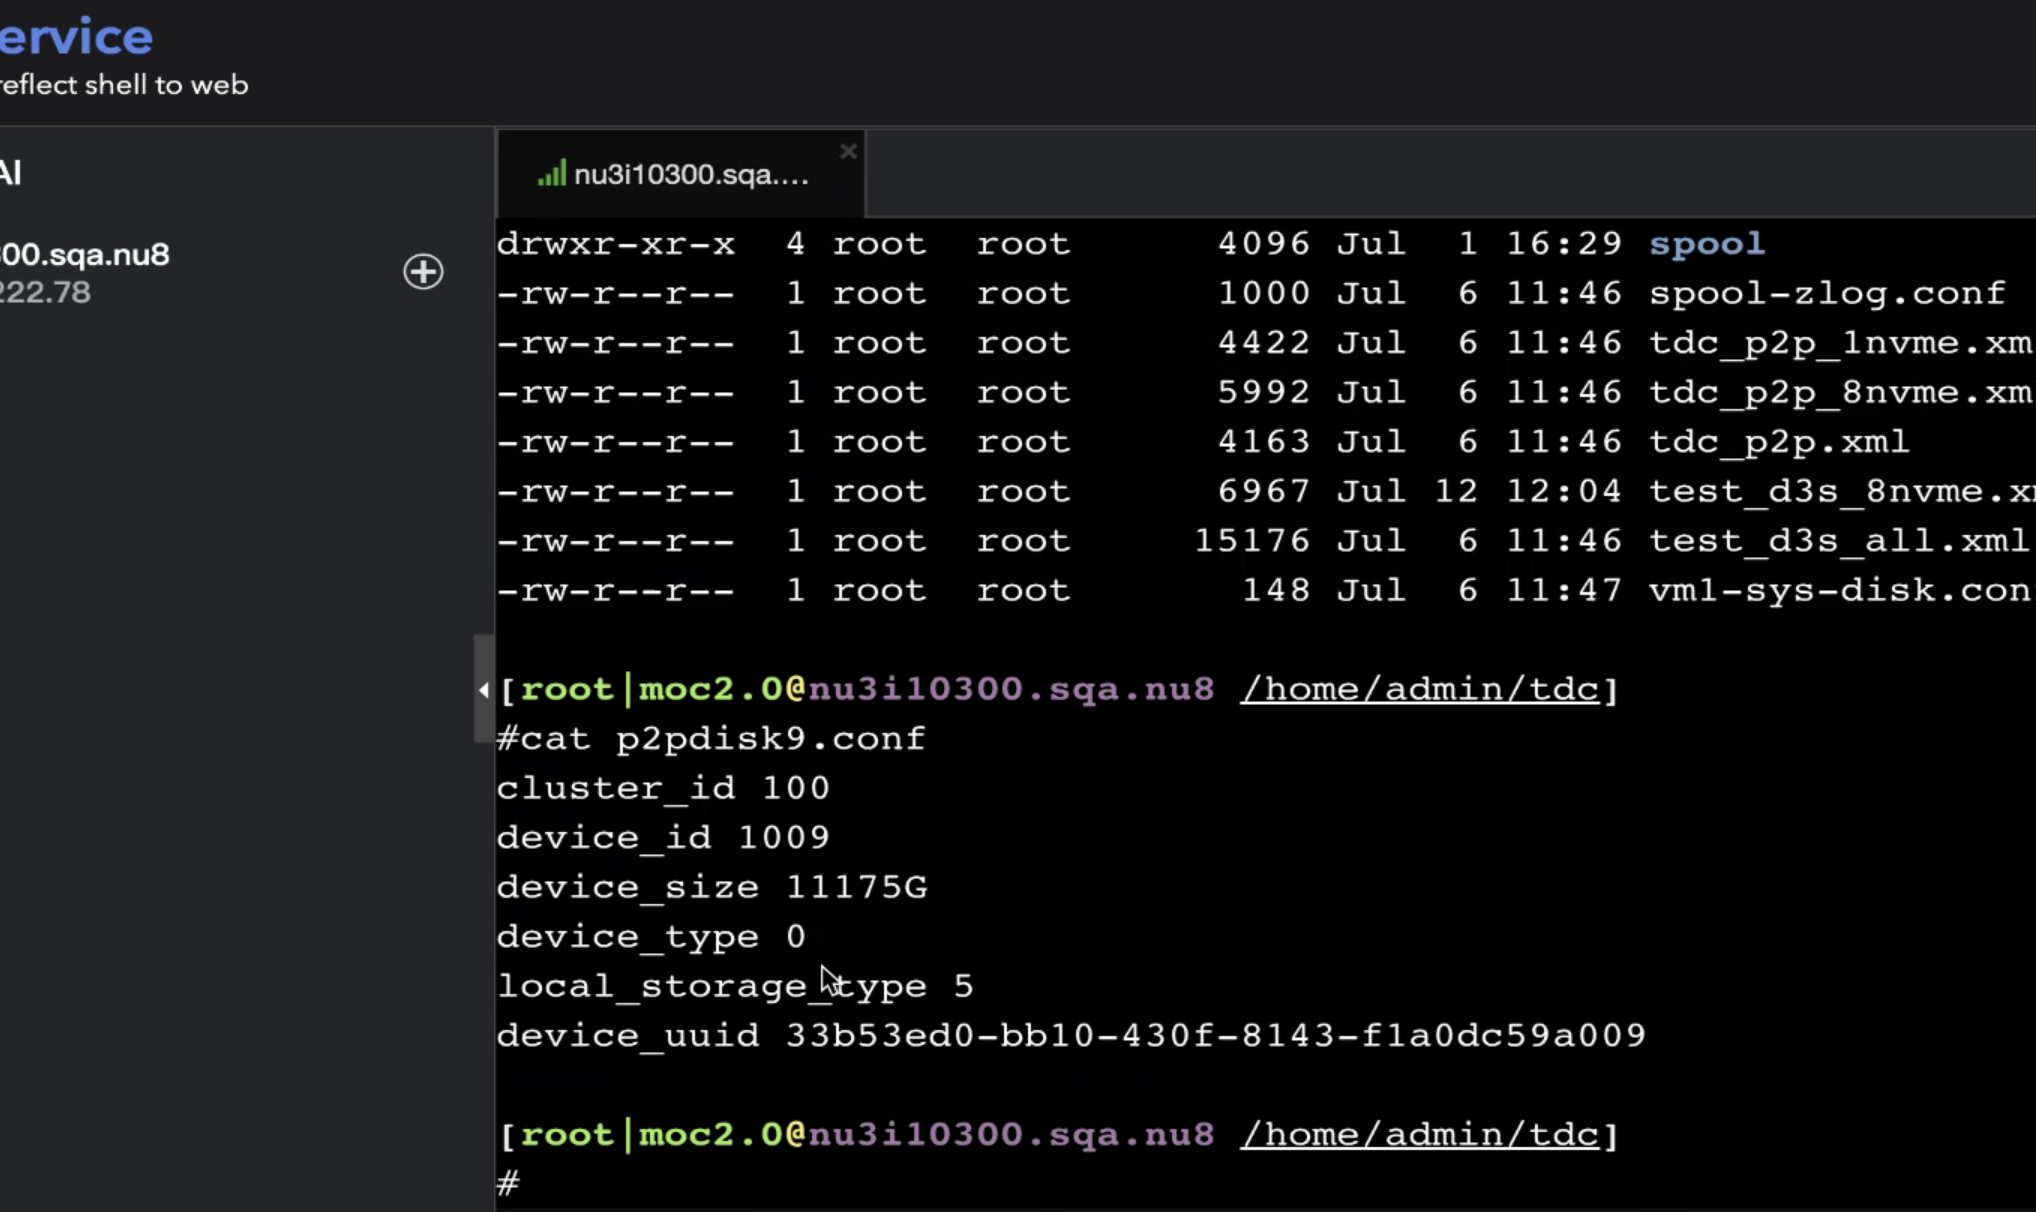 ervice
reflect shell to web
AI
nu3i10300.sqa....
00.sqa.nu8
222.78
drwxr-xr-x 4 root root 4096 Jul 1 16:29 spool
-rw-r--r-- 1 root root 1000 Jul 6 11:46 spool-zlog.conf
-rw-r--r-- 1 root root 4422 Jul 6 11:46 tdc_p2p_1nvme.xm
-rw-r--r-- 1 root root 5992 Jul 6 11:46 tdc_p2p_8nvme.xm
-rw-r--r-- 1 root root 4163 Jul 6 11:46 tdc_p2p.xml
-rw-r--r-- 1 root root 6967 Jul 12 12:04 test_d3s_8nvme.x
-rw-r--r-- 1 root root 15176 Jul 6 11:46 test_d3s_all.xml
-rw-r--r-- 1 root root 148 Jul 6 11:47 vm1-sys-disk.con
[root|moc2.0@nu3i10300.sqa.nu8 /home/admin/tdc]
#cat p2pdisk9.conf
cluster_id 100
device_id 1009
device_size 11175G
device_type 0
local_storage_type 5
device_uuid 33b53ed0-bb10-430f-8143-f1a0dc59a009
[root|moc2.0@nu3i10300.sqa.nu8 /home/admin/tdc]
#